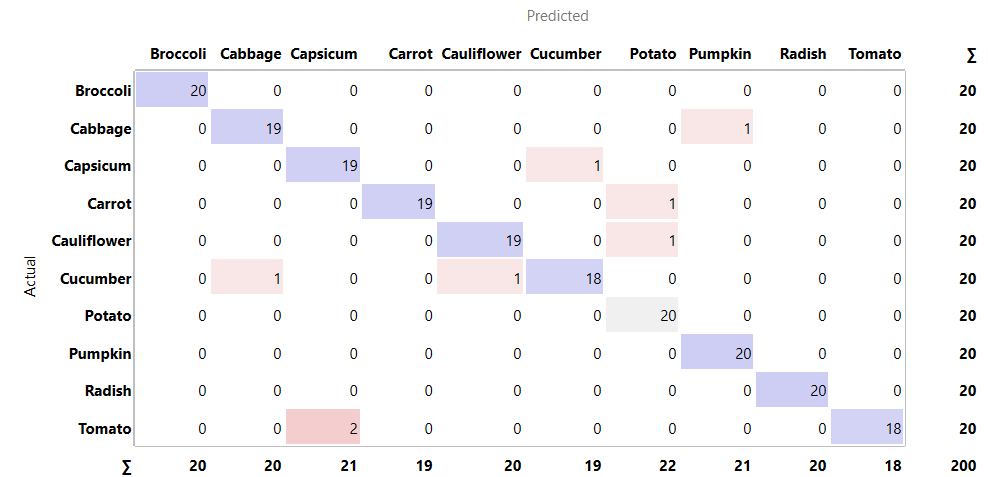 Predicted
Broccoli Cabbage Capsicum Carrot Cauliflower Cucumber Potato Pumpkin Radish Tomato ∑
Broccoli 20 0 0 0 0 0 0 0 0 0 20
Cabbage 0 19 0 0 0 0 0 1 0 0 20
Capsicum 0 0 19 0 0 1 0 0 0 0 20
Carrot 0 0 0 19 0 0 1 0 0 0 20
Cauliflower 0 0 0 0 19 0 1 0 0 0 20
Actual
Cucumber 0 1 0 0 1 18 0 0 0 0 20
Potato 0 0 0 0 0 0 20 0 0 0 20
Pumpkin 0 0 0 0 0 0 0 20 0 0 20
Radish 0 0 0 0 0 0 0 0 20 0 20
Tomato 0 0 2 0 0 0 0 0 0 18 20
∑ 20 20 21 19 20 19 22 21 20 18 200